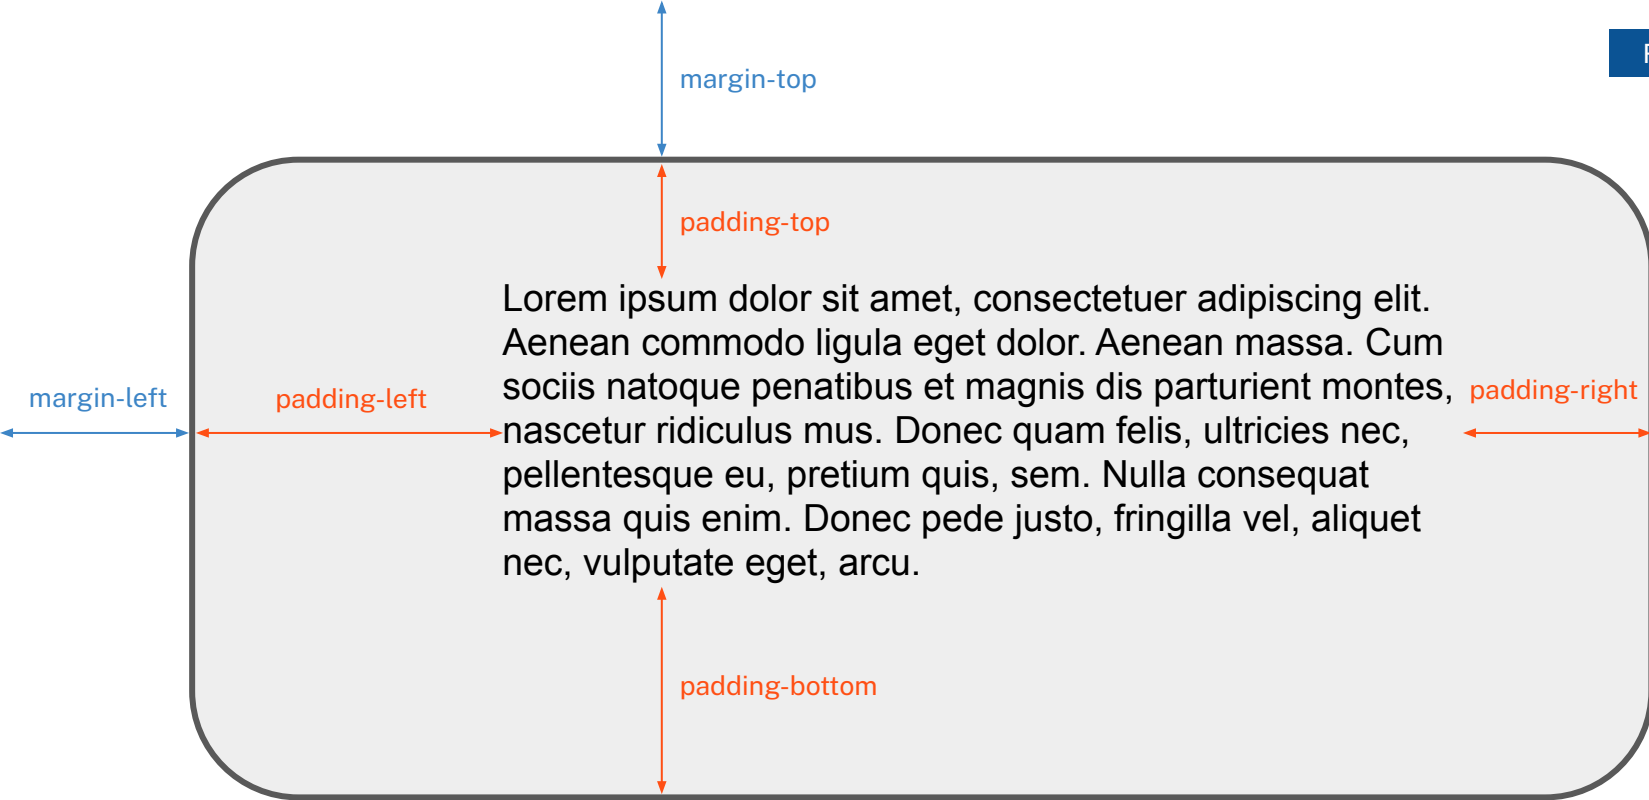 margin-top
padding-top
Lorem ipsum dolor sit amet, consectetuer adipiscing elit.
Aenean commodo ligula eget dolor. Aenean massa. Cum
sociis natoque penatibus et magnis dis parturient montes,
nascetur ridiculus mus. Donec quam felis, ultricies nec,
pellentesque eu, pretium quis, sem. Nulla consequat
massa quis enim. Donec pede justo, fringilla vel, aliquet
nec, vulputate eget, arcu.
margin-left
padding-left
padding-right
padding-bottom